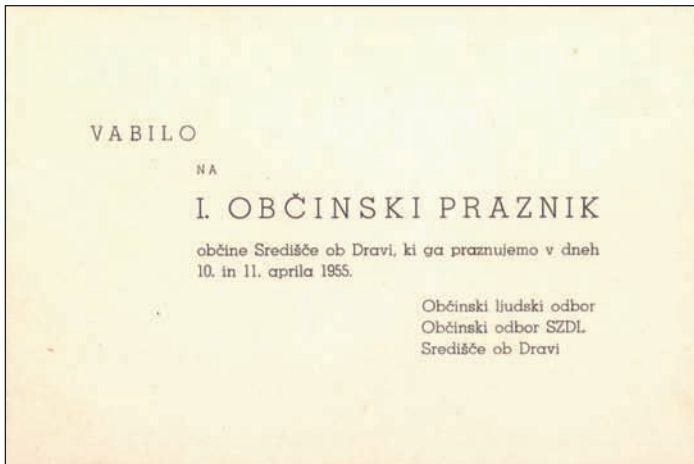 VABILO
NA
I. OBČINSKI PRAZNIK
občine Središče ob Dravi, ki ga praznujemo v dneh
10. in 11. aprila 1955.
Občinski ljudski odbor
Občinski odbor SZDL
Središče ob Dravi